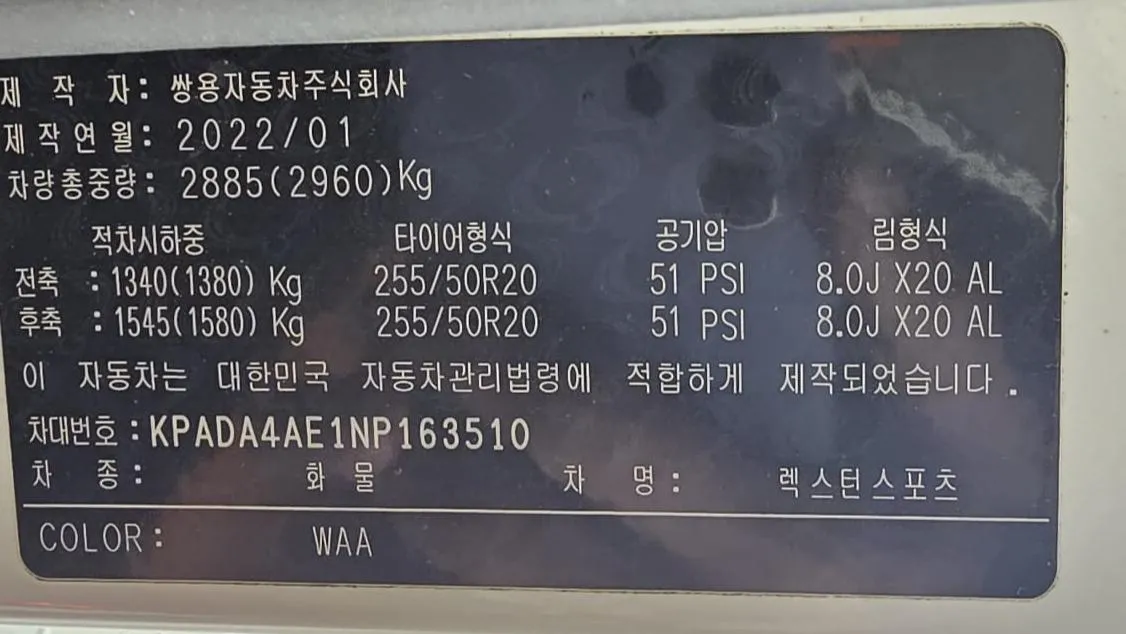 제 작 자: 쌍용자동차주식회사
제작연월: 2022/01
차량총중량: 2885(2960)Kg
적차시하중 타이어형식 공기압 림형식
전축 : 1340(1380) Kg 255/50R20 51 PSI 8.0J X20 AL
후축 : 1545(1580) Kg 255/50R20 51 PSI 8.0J X20 AL
이 자동차는 대한민국 자동차관리법령에 적합하게 제작되었습니다.
차대번호:KPADA4AE1NP163510
차 종: 화 물 차 명: 렉스턴스포츠
COLOR: WAA